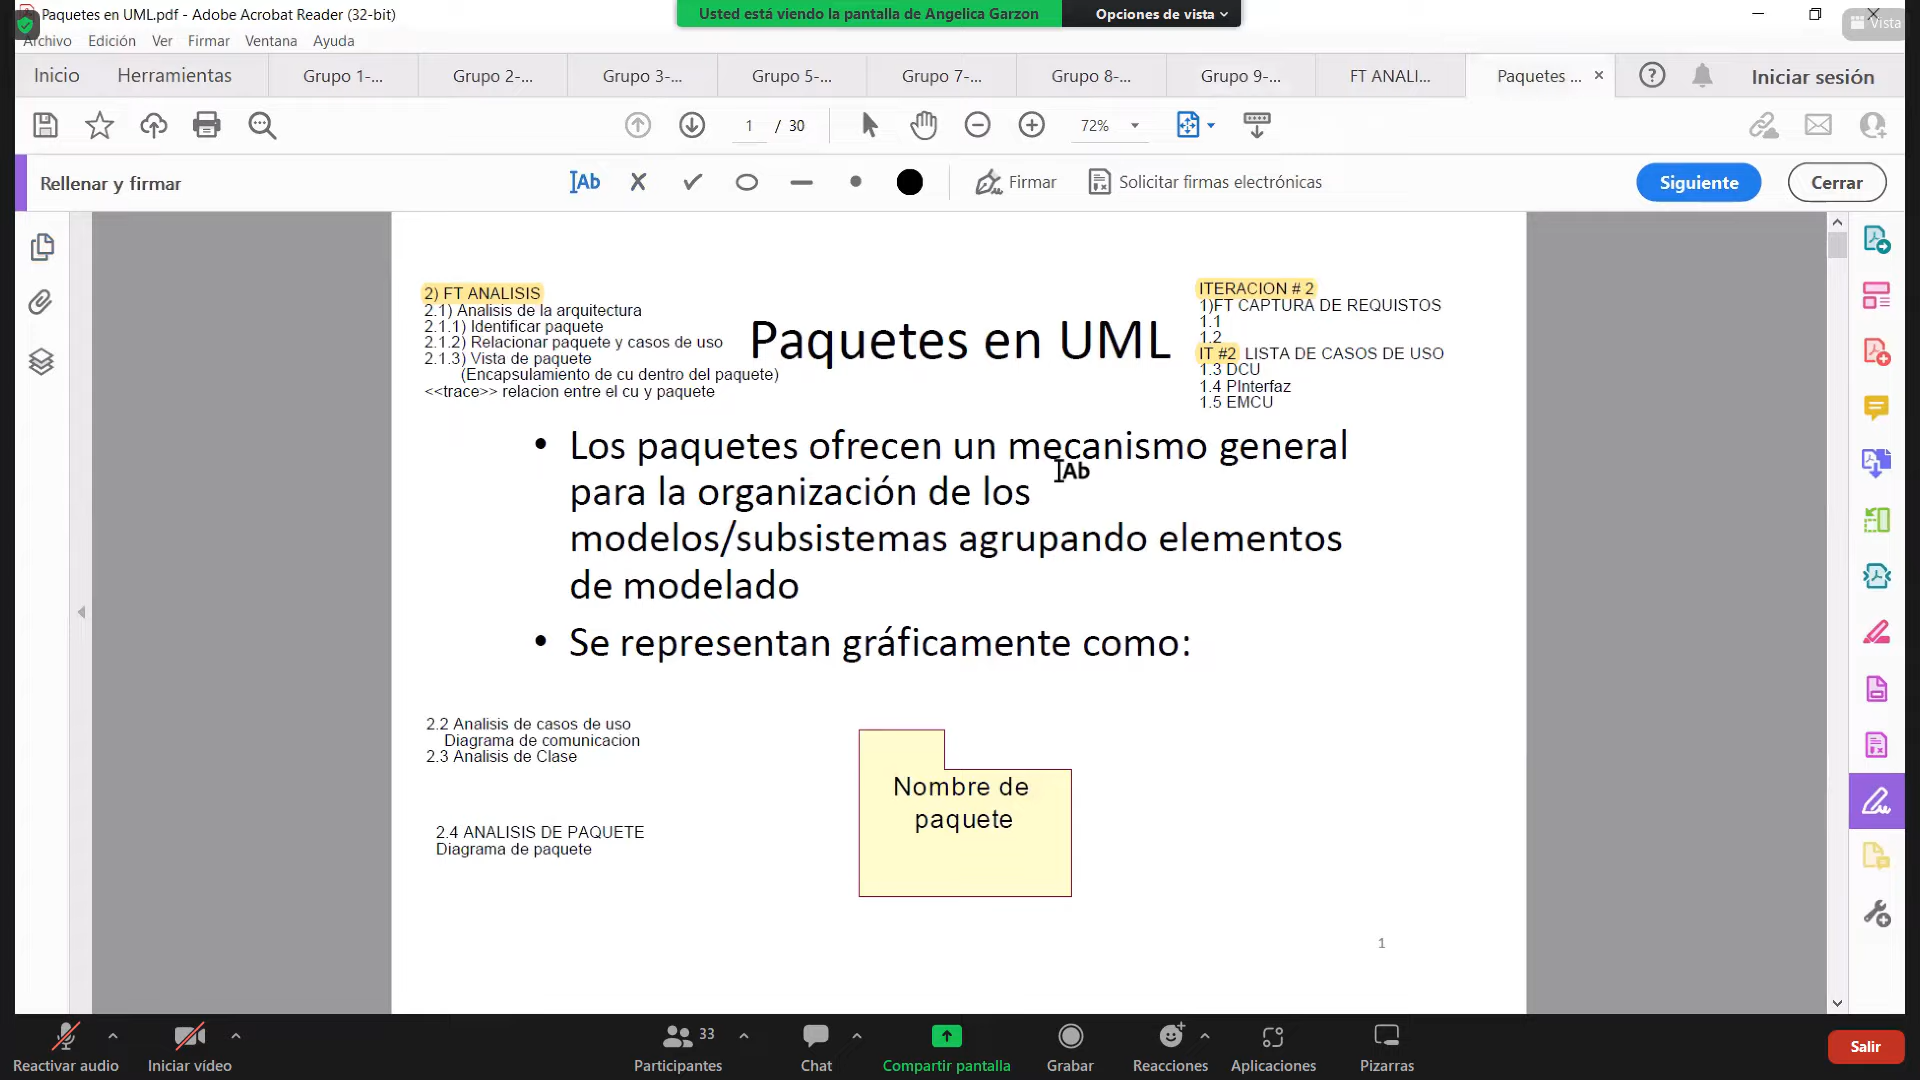 Paquetes en UML.pdf - Adobe Acrobat Reader (32-bit)
Usted está viendo la pantalla de Angelica Garzon
Opciones de vista
Vista
Archivo Edición Ver Firmar Ventana Ayuda
Inicio Herramientas Grupo 1-... Grupo 2-... Grupo 3-... Grupo 5-... Grupo 7-... Grupo 8-... Grupo 9-... FT ANALI... Paquetes ... × Iniciar sesión
1 / 30 72%
Rellenar y firmar
Ab Firmar Solicitar firmas electrónicas Siguiente Cerrar
2) FT ANALISIS
2.1) Analisis de la arquitectura
2.1.1) Identificar paquete
2.1.2) Relacionar paquete y casos de uso
2.1.3) Vista de paquete
(Encapsulamiento de cu dentro del paquete)
<<trace>> relacion entre el cu y paquete
Paquetes en UML
ITERACION # 2
1)FT CAPTURA DE REQUISTOS
1.1
1.2
IT #2 LISTA DE CASOS DE USO
1.3 DCU
1.4 PInterfaz
1.5 EMCU
• Los paquetes ofrecen un mecanismo general
para la organización de los
modelos/subsistemas agrupando elementos
de modelado
Ab
• Se representan gráficamente como:
2.2 Analisis de casos de uso
Diagrama de comunicacion
2.3 Analisis de Clase
2.4 ANALISIS DE PAQUETE
Diagrama de paquete
Nombre de
paquete
1
Reactivar audio
Iniciar vídeo
33
Participantes
Chat
Compartir pantalla
Grabar
Reacciones
Aplicaciones
Pizarras
Salir